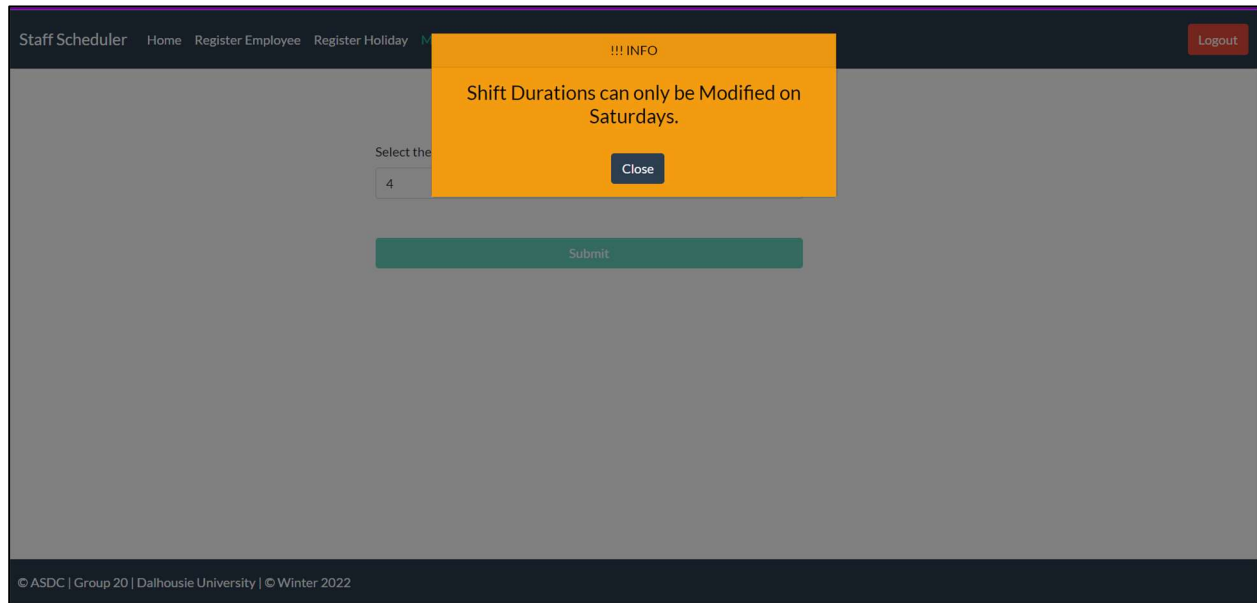 Staff Scheduler Home Register Employee Register Holiday M Logout
!!! INFO
Shift Durations can only be Modified on
Saturdays.
Select the
Close
4
Submit
© ASDC | Group 20 | Dalhousie University | © Winter 2022